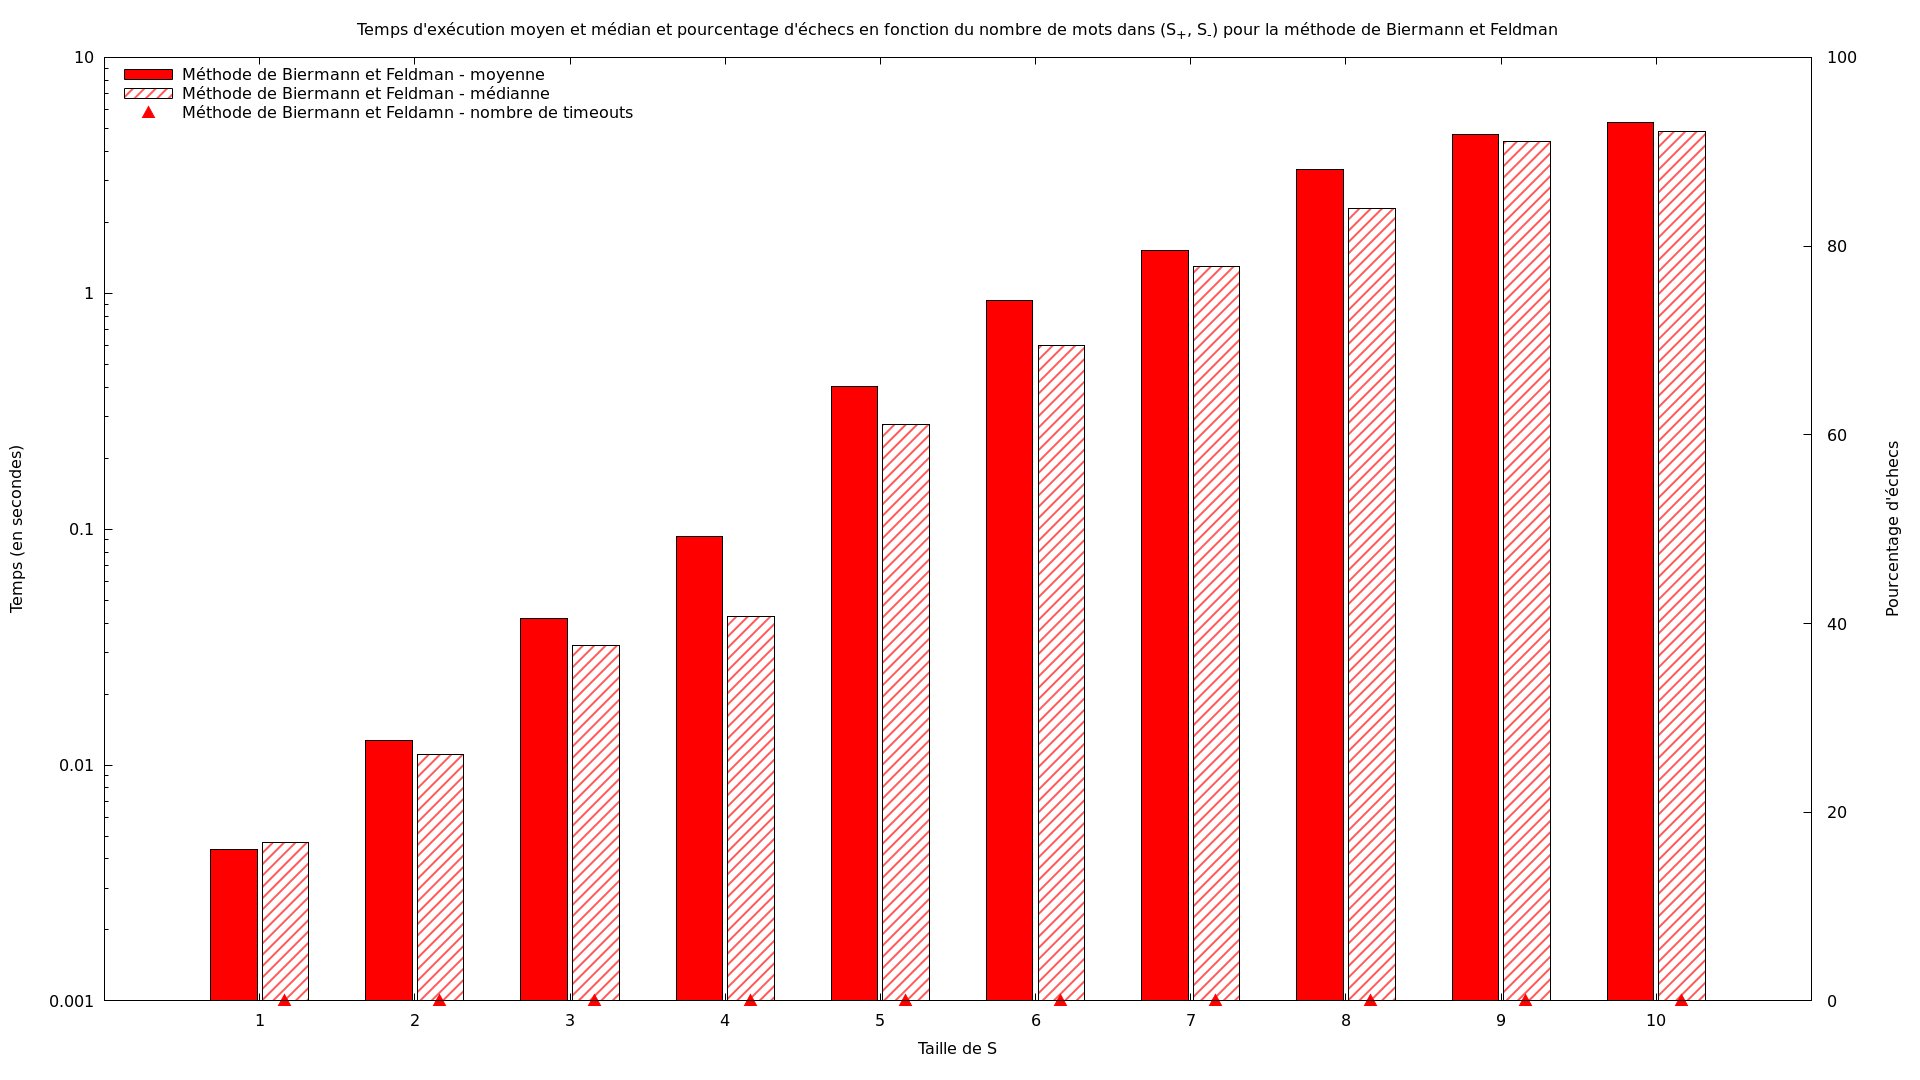 Temps d'exécution moyen et médian et pourcentage d'échecs en fonction du nombre de mots dans (S+, S-) pour la méthode de Biermann et Feldman
Méthode de Biermann et Feldman - moyenne
Méthode de Biermann et Feldman - médianne
Méthode de Biermann et Feldamn - nombre de timeouts
10
1
0.1
0.01
0.001
Temps (en secondes)
100
80
60
40
20
0
Pourcentage d'échecs
1 2 3 4 5 6 7 8 9 10
Taille de S